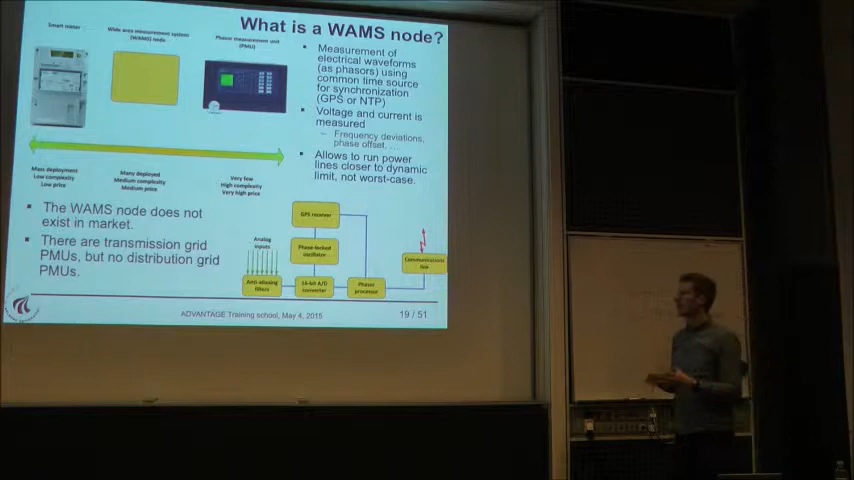 What is a WAMS node?
Smart meter
Wide area measurement system
(WAMS) node
Phasor measurement unit
(PMU)
Mass deployment
Low complexity
Low price
Many deployed
Medium complexity
Medium price
Very few
High complexity
Very high price
▪ Measurement of
electrical waveforms
(as phasors) using
common time source
for synchronization
(GPS or NTP)
▪ Voltage and current is
measured
– Frequency deviations,
phase offset, ...
▪ Allows to run power
lines closer to dynamic
limit, not worst-case.
▪ The WAMS node does not
exist in market.
▪ There are transmission grid
PMUs, but no distribution grid
PMUs.
GPS receiver
Analog
inputs
Phase-locked
oscillator
Anti-aliasing
filters
16-bit A/D
converter
Phasor
processor
Communications
link
ADVANTAGE Training school, May 4, 2015
19 / 51